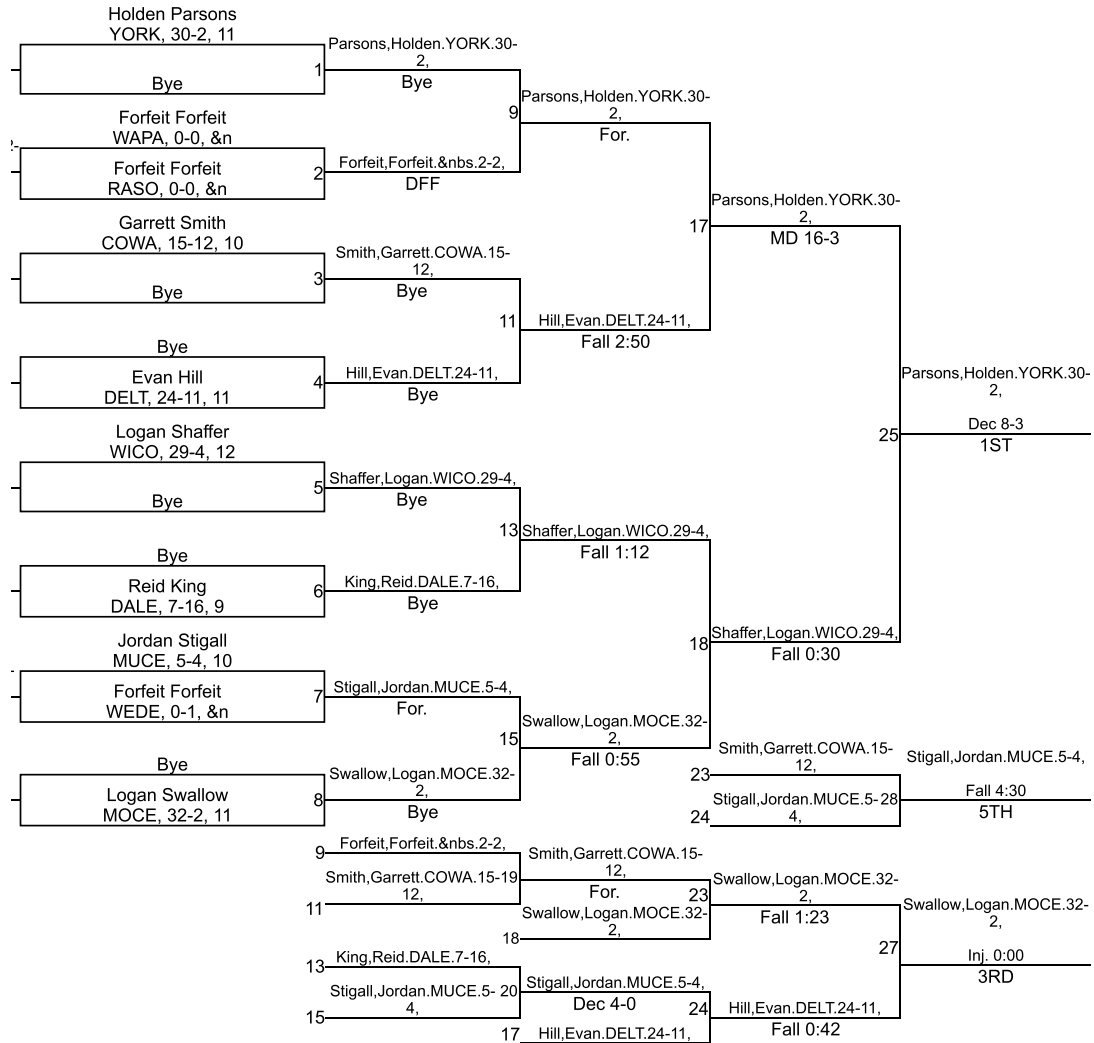 Holden Parsons
YORK, 30-2, 11
Bye
1
Parsons,Holden.YORK.30-
2,
Bye
Forfeit Forfeit
WAPA, 0-0, &n
Forfeit Forfeit
RASO, 0-0, &n
2
Forfeit,Forfeit.&nbs.2-2,
DFF
9
Parsons,Holden.YORK.30-
2,
For.
Garrett Smith
COWA, 15-12, 10
Bye
3
Smith,Garrett.COWA.15-
12,
Bye
Bye
Evan Hill
DELT, 24-11, 11
4
Hill,Evan.DELT.24-11,
Bye
11
Hill,Evan.DELT.24-11,
Fall 2:50
17
Parsons,Holden.YORK.30-
2,
MD 16-3
Logan Shaffer
WICO, 29-4, 12
Bye
5
Shaffer,Logan.WICO.29-4,
Bye
Bye
Reid King
DALE, 7-16, 9
6
King,Reid.DALE.7-16,
Bye
13
Shaffer,Logan.WICO.29-4,
Fall 1:12
Jordan Stigall
MUCE, 5-4, 10
Forfeit Forfeit
WEDE, 0-1, &n
7
Stigall,Jordan.MUCE.5-4,
For.
Bye
Logan Swallow
MOCE, 32-2, 11
8
Swallow,Logan.MOCE.32-
2,
Bye
15
Swallow,Logan.MOCE.32-
2,
Fall 0:55
18
Shaffer,Logan.WICO.29-4,
Fall 0:30
25
Parsons,Holden.YORK.30-
2,
Dec 8-3
1ST
23
Smith,Garrett.COWA.15-
12,
24
Stigall,Jordan.MUCE.5-
4,
28
Stigall,Jordan.MUCE.5-4,
Fall 4:30
5TH
9
Forfeit,Forfeit.&nbs.2-2,
11
Smith,Garrett.COWA.15-
12,
19
Smith,Garrett.COWA.15-
12,
For.
18
Swallow,Logan.MOCE.32-
2,
23
Swallow,Logan.MOCE.32-
2,
Fall 1:23
13
King,Reid.DALE.7-16,
15
Stigall,Jordan.MUCE.5-
4,
20
Stigall,Jordan.MUCE.5-4,
Dec 4-0
17
Hill,Evan.DELT.24-11,
24
Hill,Evan.DELT.24-11,
Fall 0:42
27
Swallow,Logan.MOCE.32-
2,
Inj. 0:00
3RD